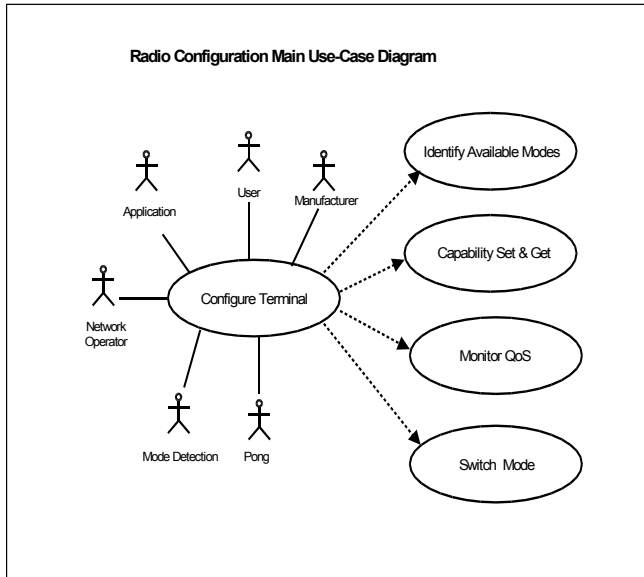 Radio Configuration Main Use-Case Diagram
Identify Available Modes
User
Manufacturer
Application
Capability Set & Get
Configure Terminal
Network
Operator
Monitor QoS
Mode Detection
Pong
Switch Mode